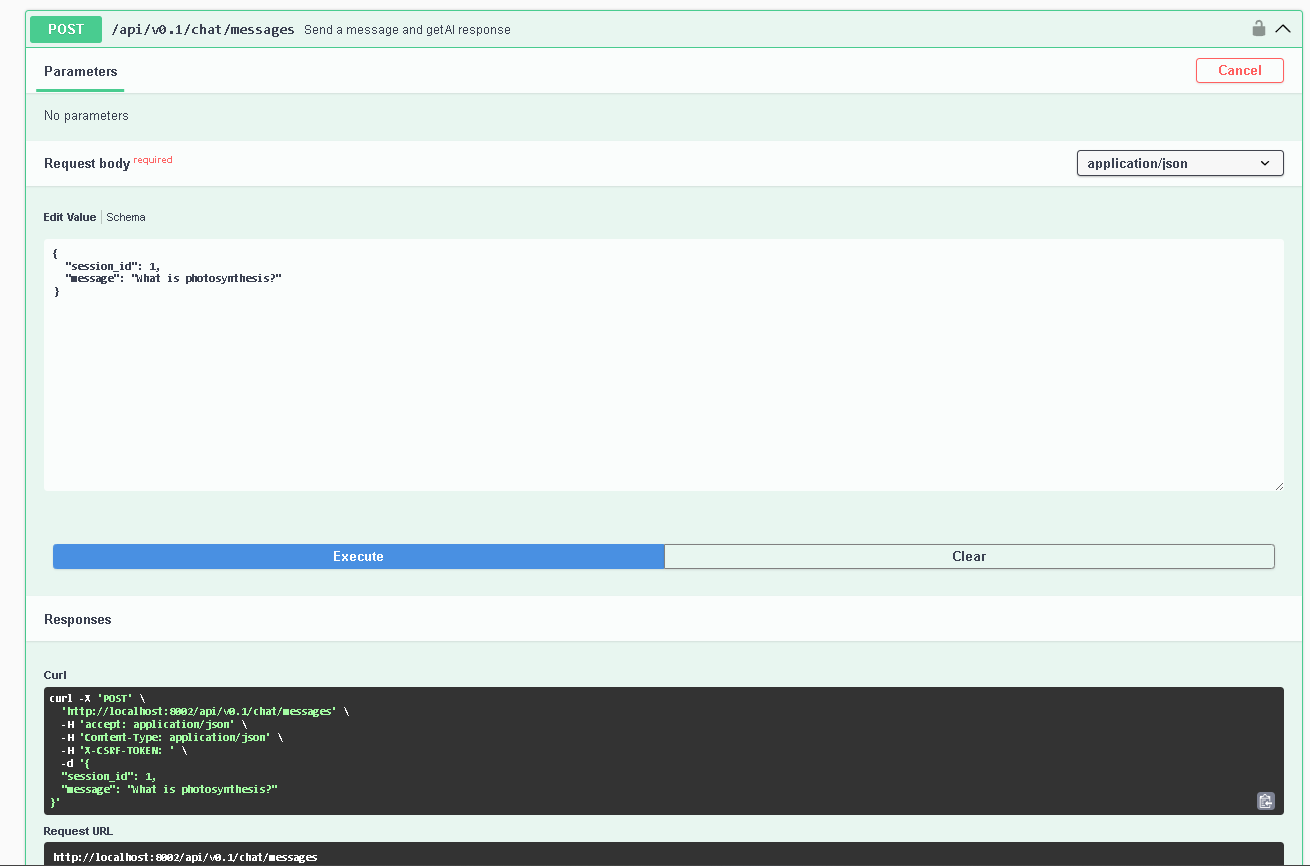 POST /api/v0.1/chat/messages Send a message and get AI response
Parameters
Cancel
No parameters
Request body required
application/json
Edit Value Schema
{
"session_id": 1,
"message": "What is photosynthesis?"
}
Execute
Clear
Responses
Curl
curl -X 'POST' \
'http://localhost:8002/api/v0.1/chat/messages' \
-H 'accept: application/json' \
-H 'Content-Type: application/json' \
-H 'X-CSRF-TOKEN: ' \
-d '{
"session_id": 1,
"message": "What is photosynthesis?"
}'
Request URL
http://localhost:8002/api/v0.1/chat/messages